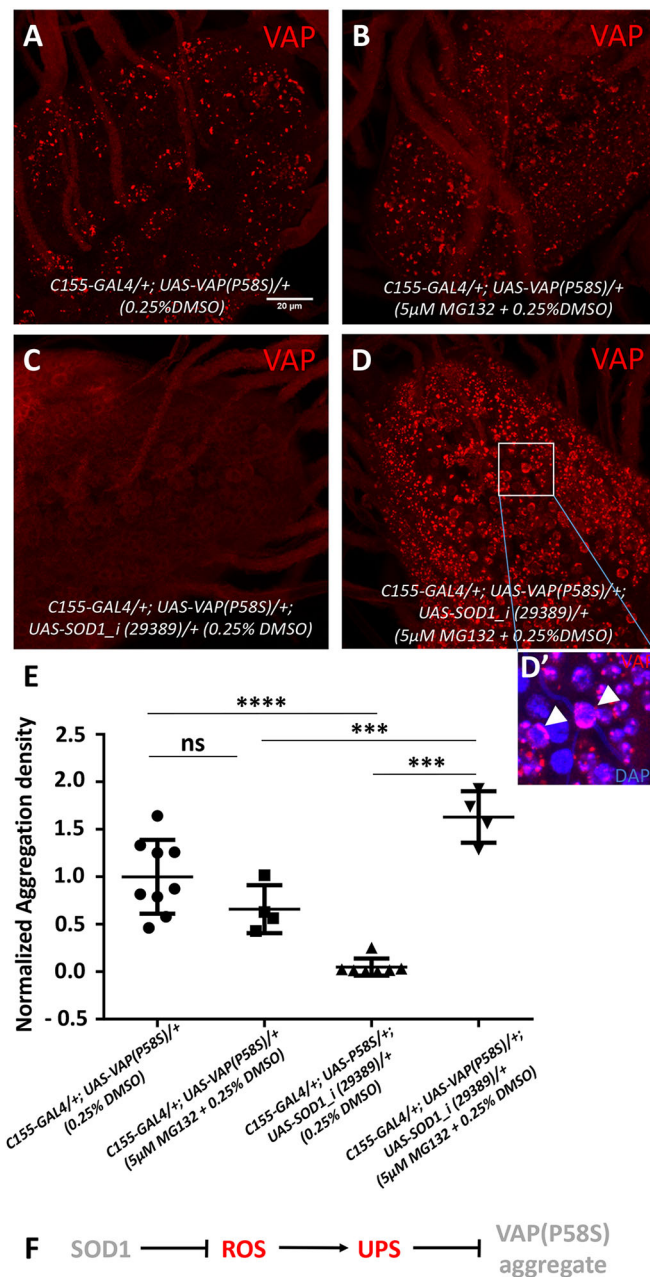 A
VAP
C155-GAL4/+; UAS-VAP(P58S)/+
(0.25%DMSO)
20 µm
B
VAP
C155-GAL4/+; UAS-VAP(P58S)/+
(5µM MG132 + 0.25%DMSO)
C
VAP
C155-GAL4/+; UAS-VAP(P58S)/+;
UAS-SOD1_i (29389)/+ (0.25% DMSO)
D
VAP
C155-GAL4/+; UAS-VAP(P58S)/+;
UAS-SOD1_i (29389)/+
(5µM MG132 + 0.25%DMSO)
D'
VAP
DAPI
E
****
ns
***
***
Normalized Aggregation density
2.5
2.0
1.5
1.0
0.5
0.0
- 0.5
C155-GAL4/+; UAS-VAP(P58S)/+
(0.25% DMSO)
C155-GAL4/+; UAS-VAP(P58S)/+
(5µM MG132 + 0.25% DMSO)
C155-GAL4/+; UAS-P58S/+;
UAS-SOD1_i (29389)/+
(0.25% DMSO)
C155-GAL4/+; UAS-VAP(P58S)/+;
UAS-SOD1_i (29389)/+
(5µM MG132 + 0.25% DMSO)
F
SOD1
ROS
UPS
VAP(P58S)
aggregate